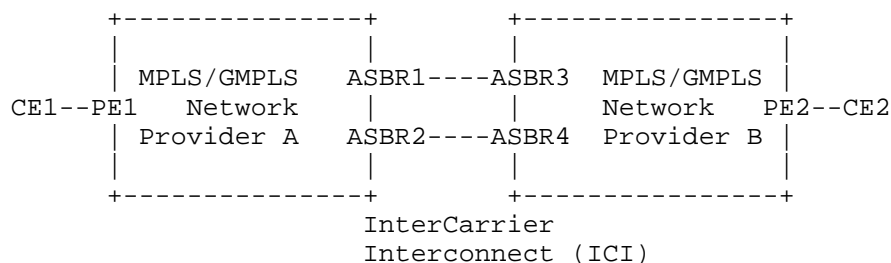 +---------------+        +----------------+
|               |        |                |
| MPLS/GMPLS   ASBR1----ASBR3  MPLS/GMPLS |
CE1--PE1   Network        |        |     Network   PE2--CE2
| Provider A   ASBR2----ASBR4  Provider B |
|               |        |                |
+---------------+        +----------------+
InterCarrier
Interconnect (ICI)